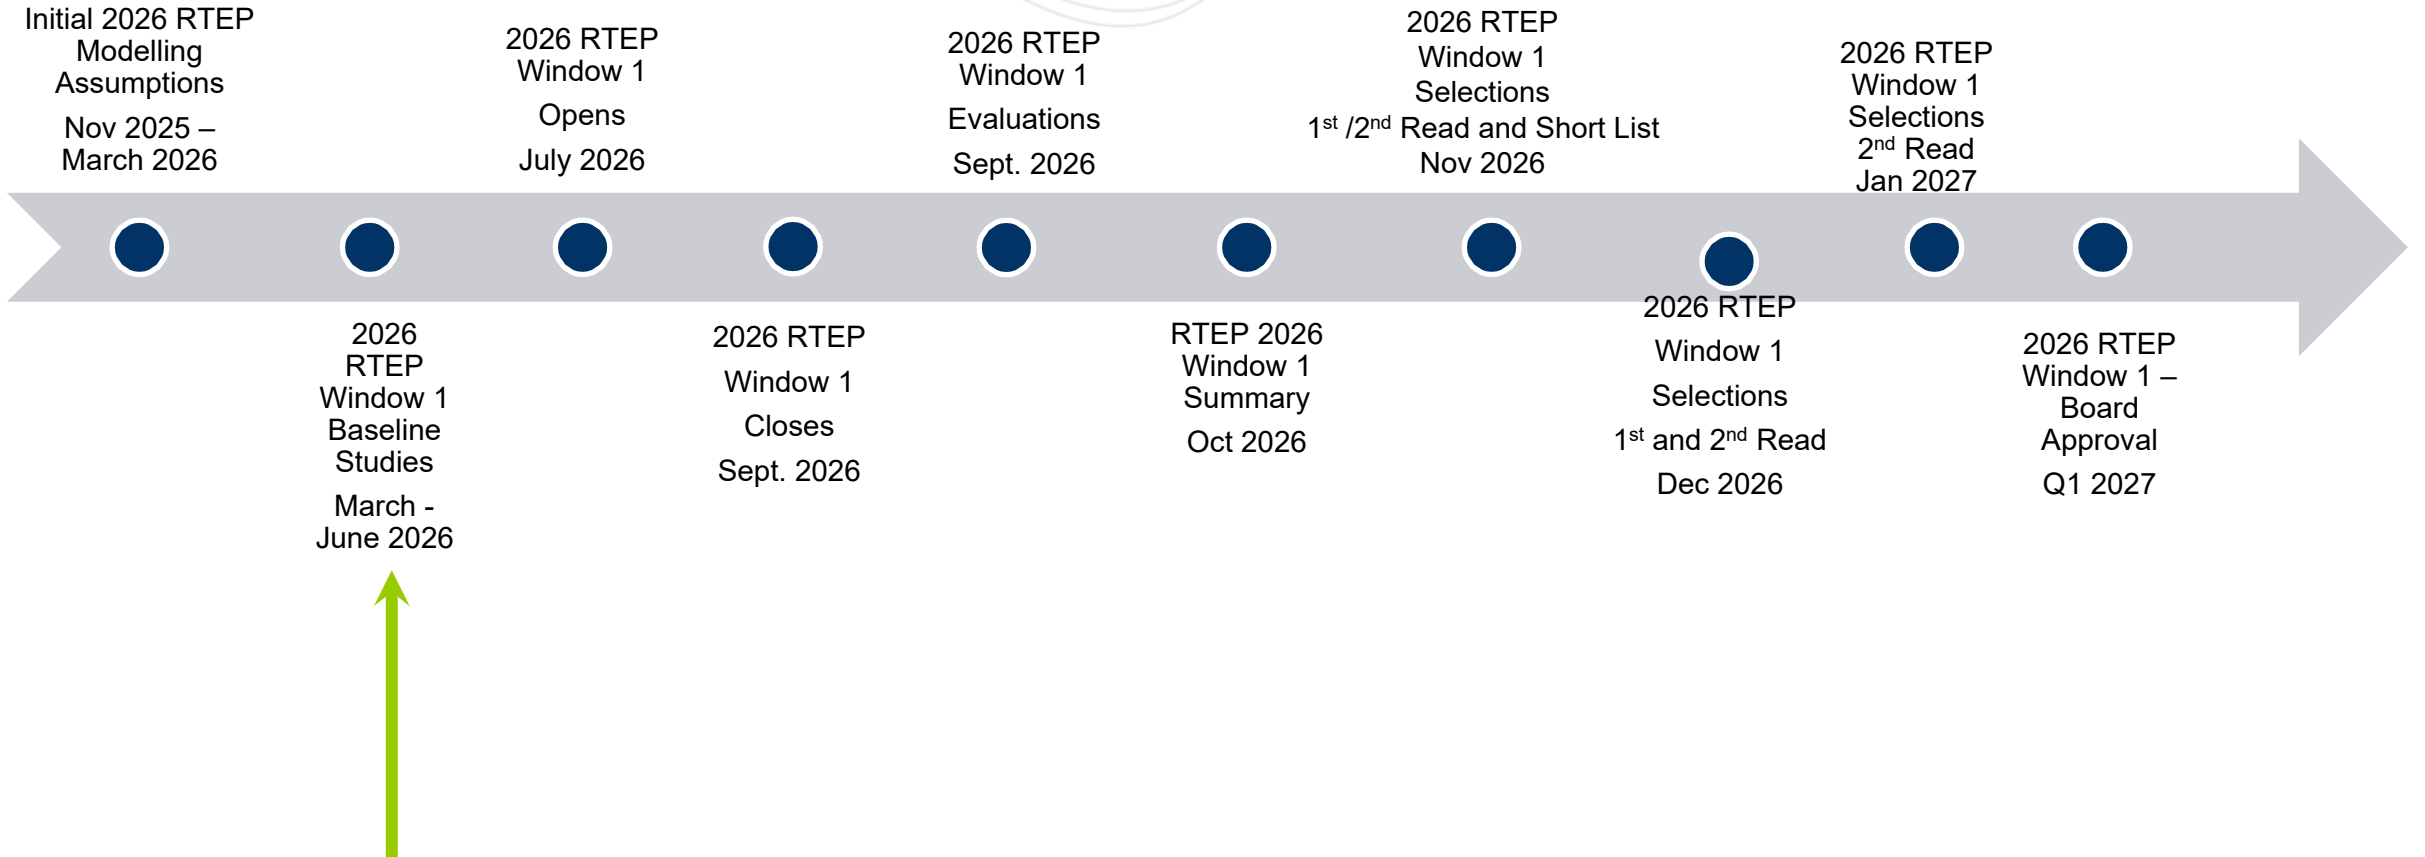 Initial 2026 RTEP
Modelling
Assumptions
Nov 2025 –
March 2026
2026
RTEP
Window 1
Baseline
Studies
March -
June 2026
2026 RTEP
Window 1
Opens
July 2026
2026 RTEP
Window 1
Closes
Sept. 2026
2026 RTEP
Window 1
Evaluations
Sept. 2026
RTEP 2026
Window 1
Summary
Oct 2026
2026 RTEP
Window 1
Selections
1st /2nd Read and Short List
Nov 2026
2026 RTEP
Window 1
Selections
1st and 2nd Read
Dec 2026
2026 RTEP
Window 1
Selections
2nd Read
Jan 2027
2026 RTEP
Window 1 –
Board
Approval
Q1 2027